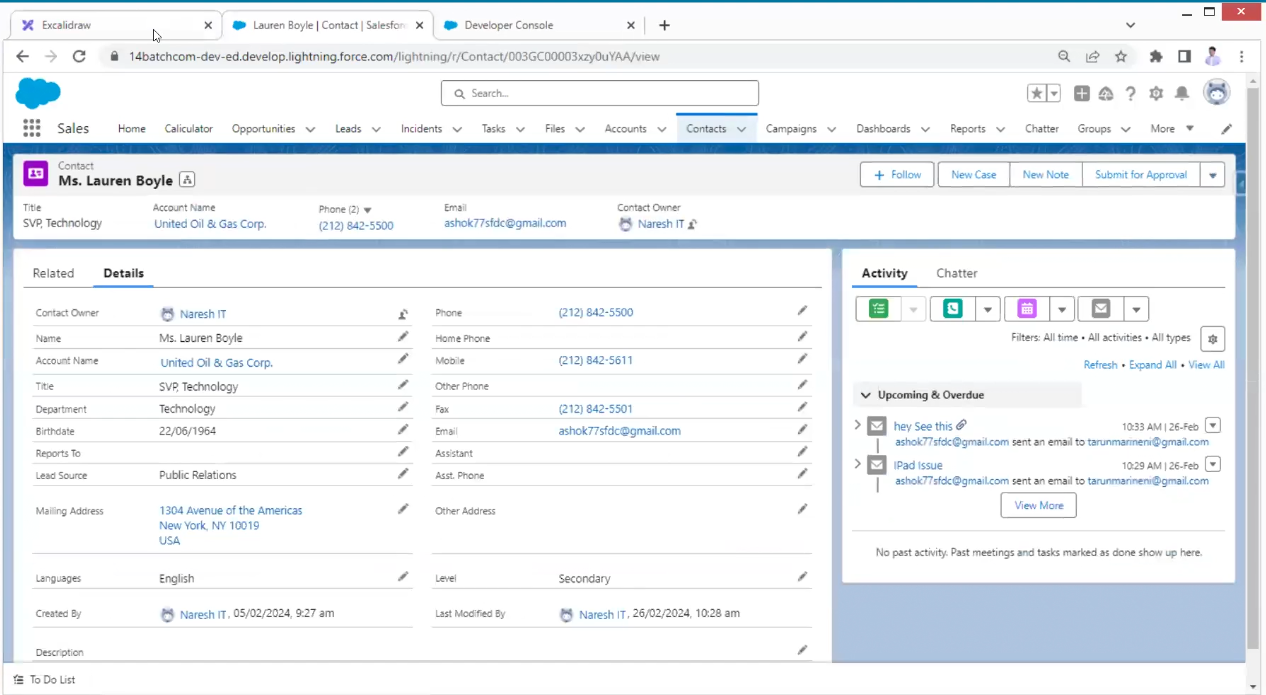 Excalidraw
Lauren Boyle | Contact | Salesfor
Developer Console
14batchcom-dev-ed.develop.lightning.force.com/lightning/r/Contact/003GC00003xzy0uYAA/view
Search...
Sales
Home
Calculator
Opportunities
Leads
Incidents
Tasks
Files
Accounts
Contacts
Campaigns
Dashboards
Reports
Chatter
Groups
More
Contact
Ms. Lauren Boyle
+ Follow
New Case
New Note
Submit for Approval
Title
Account Name
Phone (2)
Email
Contact Owner
SVP, Technology
United Oil & Gas Corp.
(212) 842-5500
ashok77sfdc@gmail.com
Naresh IT
Related
Details
Contact Owner
Naresh IT
Phone
(212) 842-5500
Name
Ms. Lauren Boyle
Home Phone
Account Name
United Oil & Gas Corp.
Mobile
(212) 842-5611
Title
SVP, Technology
Other Phone
Department
Technology
Fax
(212) 842-5501
Birthdate
22/06/1964
Email
ashok77sfdc@gmail.com
Reports To
Assistant
Lead Source
Public Relations
Asst. Phone
Mailing Address
1304 Avenue of the Americas
New York, NY 10019
USA
Other Address
Languages
English
Level
Secondary
Created By
Naresh IT, 05/02/2024, 9:27 am
Last Modified By
Naresh IT, 26/02/2024, 10:28 am
Description
Activity
Chatter
Filters: All time • All activities • All types
Refresh • Expand All • View All
Upcoming & Overdue
hey See this
10:33 AM | 26-Feb
ashok77sfdc@gmail.com sent an email to tarunmarineni@gmail.com
IPad Issue
10:29 AM | 26-Feb
ashok77sfdc@gmail.com sent an email to tarunmarineni@gmail.com
View More
No past activity. Past meetings and tasks marked as done show up here.
To Do List